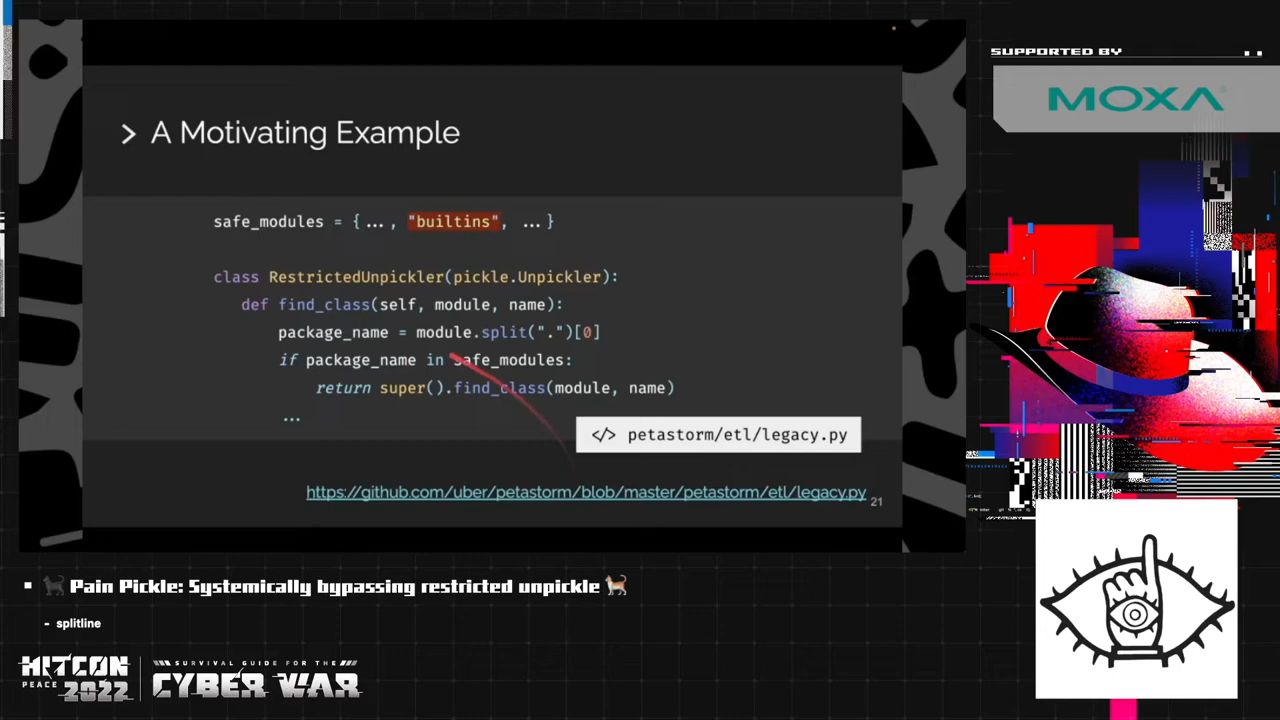 SUPPORTED BY
MOXA
> A Motivating Example
safe_modules = {..., "builtins", ...}
class RestrictedUnpickler(pickle.Unpickler):
def find_class(self, module, name):
package_name = module.split(".")[0]
if package_name in safe_modules:
return super().find_class(module, name)
...
</> petastorm/etl/legacy.py
https://github.com/uber/petastorm/blob/master/petastorm/etl/legacy.py
21
🐈‍⬛ Pain Pickle: Systemically bypassing restricted unpickle 🐈
- splitline
HITCON
PEACE 2022
SURVIVAL GUIDE FOR THE
CYBER WAR